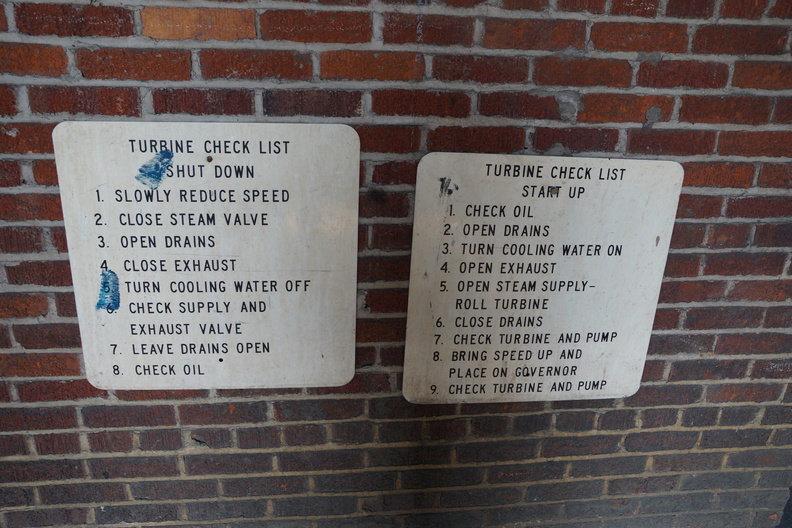 TURBINE CHECK LIST
SHUT DOWN
1. SLOWLY REDUCE SPEED
2. CLOSE STEAM VALVE
3. OPEN DRAINS
4. CLOSE EXHAUST
5. TURN COOLING WATER OFF
6. CHECK SUPPLY AND
EXHAUST VALVE
7. LEAVE DRAINS OPEN
8. CHECK OIL
TURBINE CHECK LIST
START UP
1. CHECK OIL
2. OPEN DRAINS
3. TURN COOLING WATER ON
4. OPEN EXHAUST
5. OPEN STEAM SUPPLY-
ROLL TURBINE
6. CLOSE DRAINS
7. CHECK TURBINE AND PUMP
8. BRING SPEED UP AND
PLACE ON GOVERNOR
9. CHECK TURBINE AND PUMP